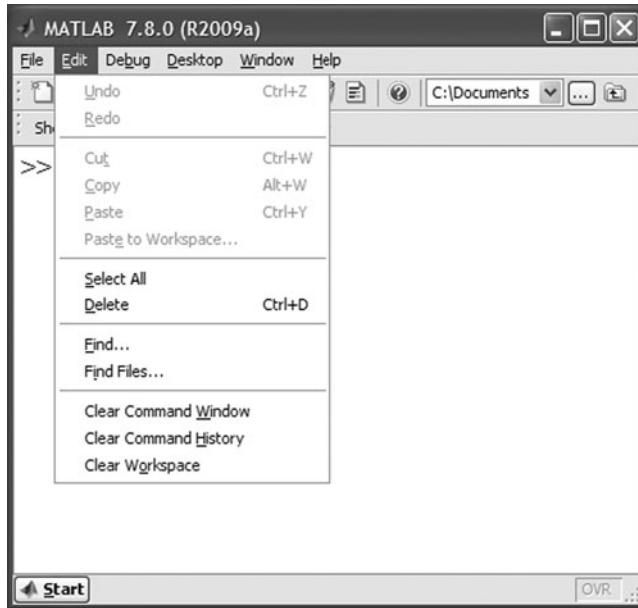 MATLAB 7.8.0 (R2009a)
File Edit Debug Desktop Window Help
C:\Documents ...
Undo Ctrl+Z
Redo
Cut Ctrl+W
Copy Alt+W
Paste Ctrl+Y
Paste to Workspace...
Select All
Delete Ctrl+D
Find...
Find Files...
Clear Command Window
Clear Command History
Clear Workspace
>>
Start OVR